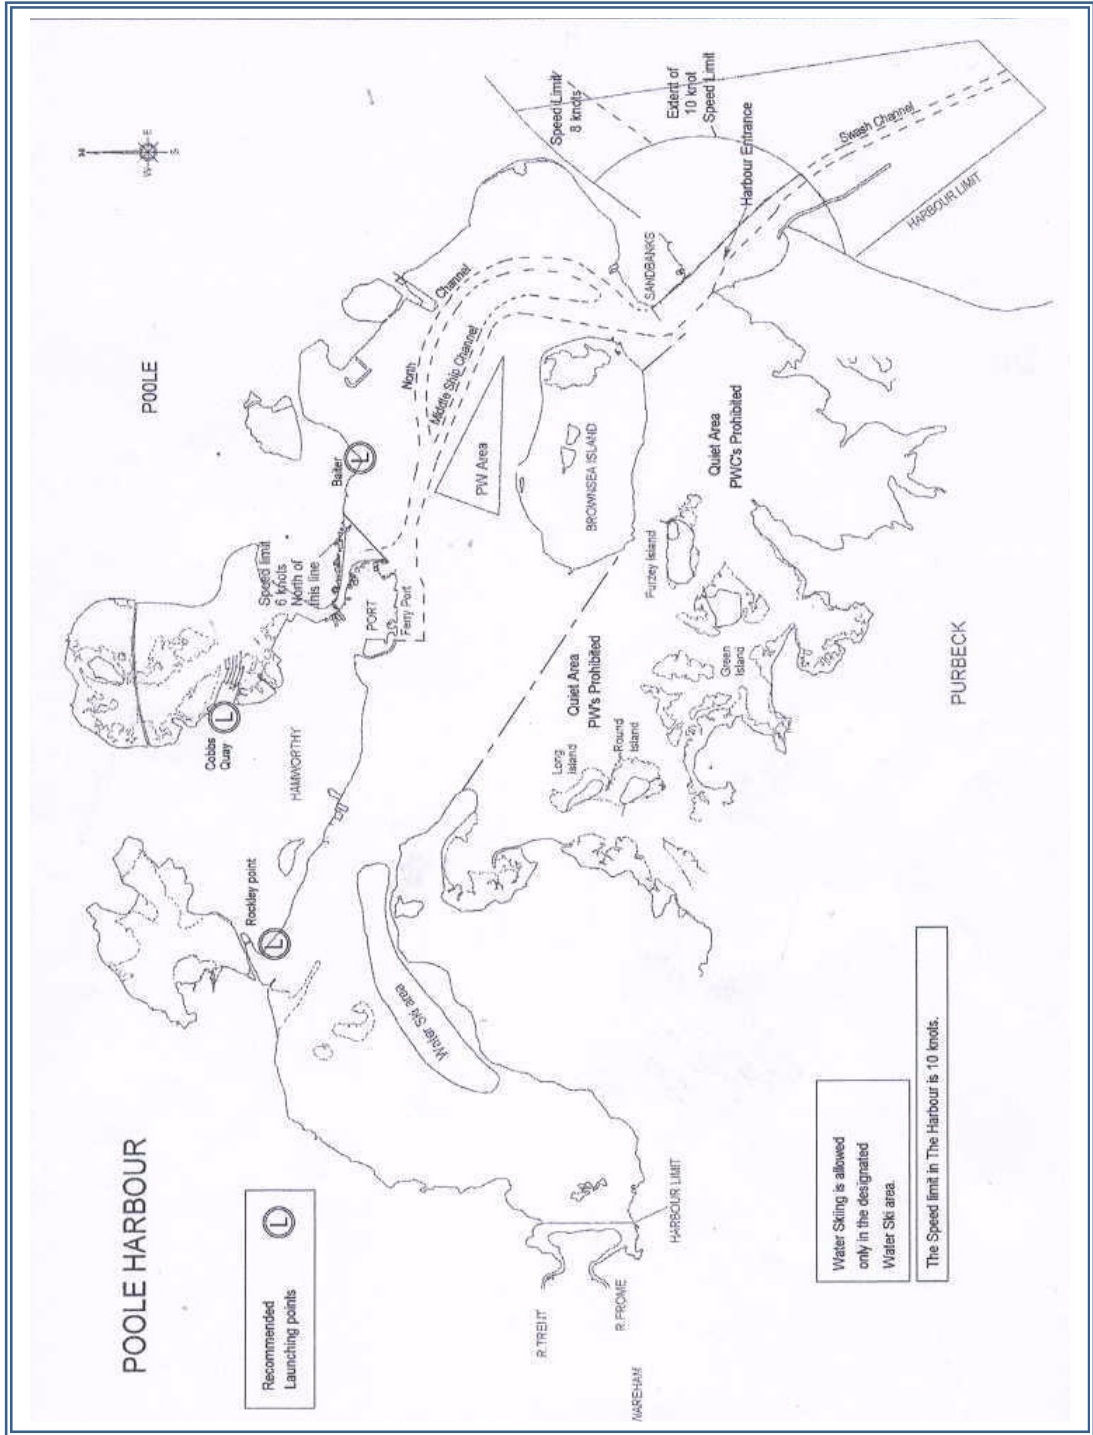 POOLE HARBOUR
Recommended
Launching points
L
POOLE
N
W
E
S
Rockley point
L
Cobbs
Quay
L
HAMWORTHY
Speed limit
6 knots
North of
this line
PORT
Ferry Port
Baiter
L
North
Channel
Middle Ship Channel
PW Area
Speed Limit
8 knots
Extent of
10 knot
Speed Limit
SANDBANKS
Harbour Entrance
Swash Channel
HARBOUR LIMIT
BROWNSEA ISLAND
Water Ski area
Quiet Area
PW's Prohibited
Quiet Area
PWC's Prohibited
Long
Island
Round
Island
Green
Island
Furzey Island
R.TRENT
R.FROME
WAREHAM
HARBOUR LIMIT
PURBECK
Water Skiing is allowed
only in the designated
Water Ski area.
The Speed limit in The Harbour is 10 knots.